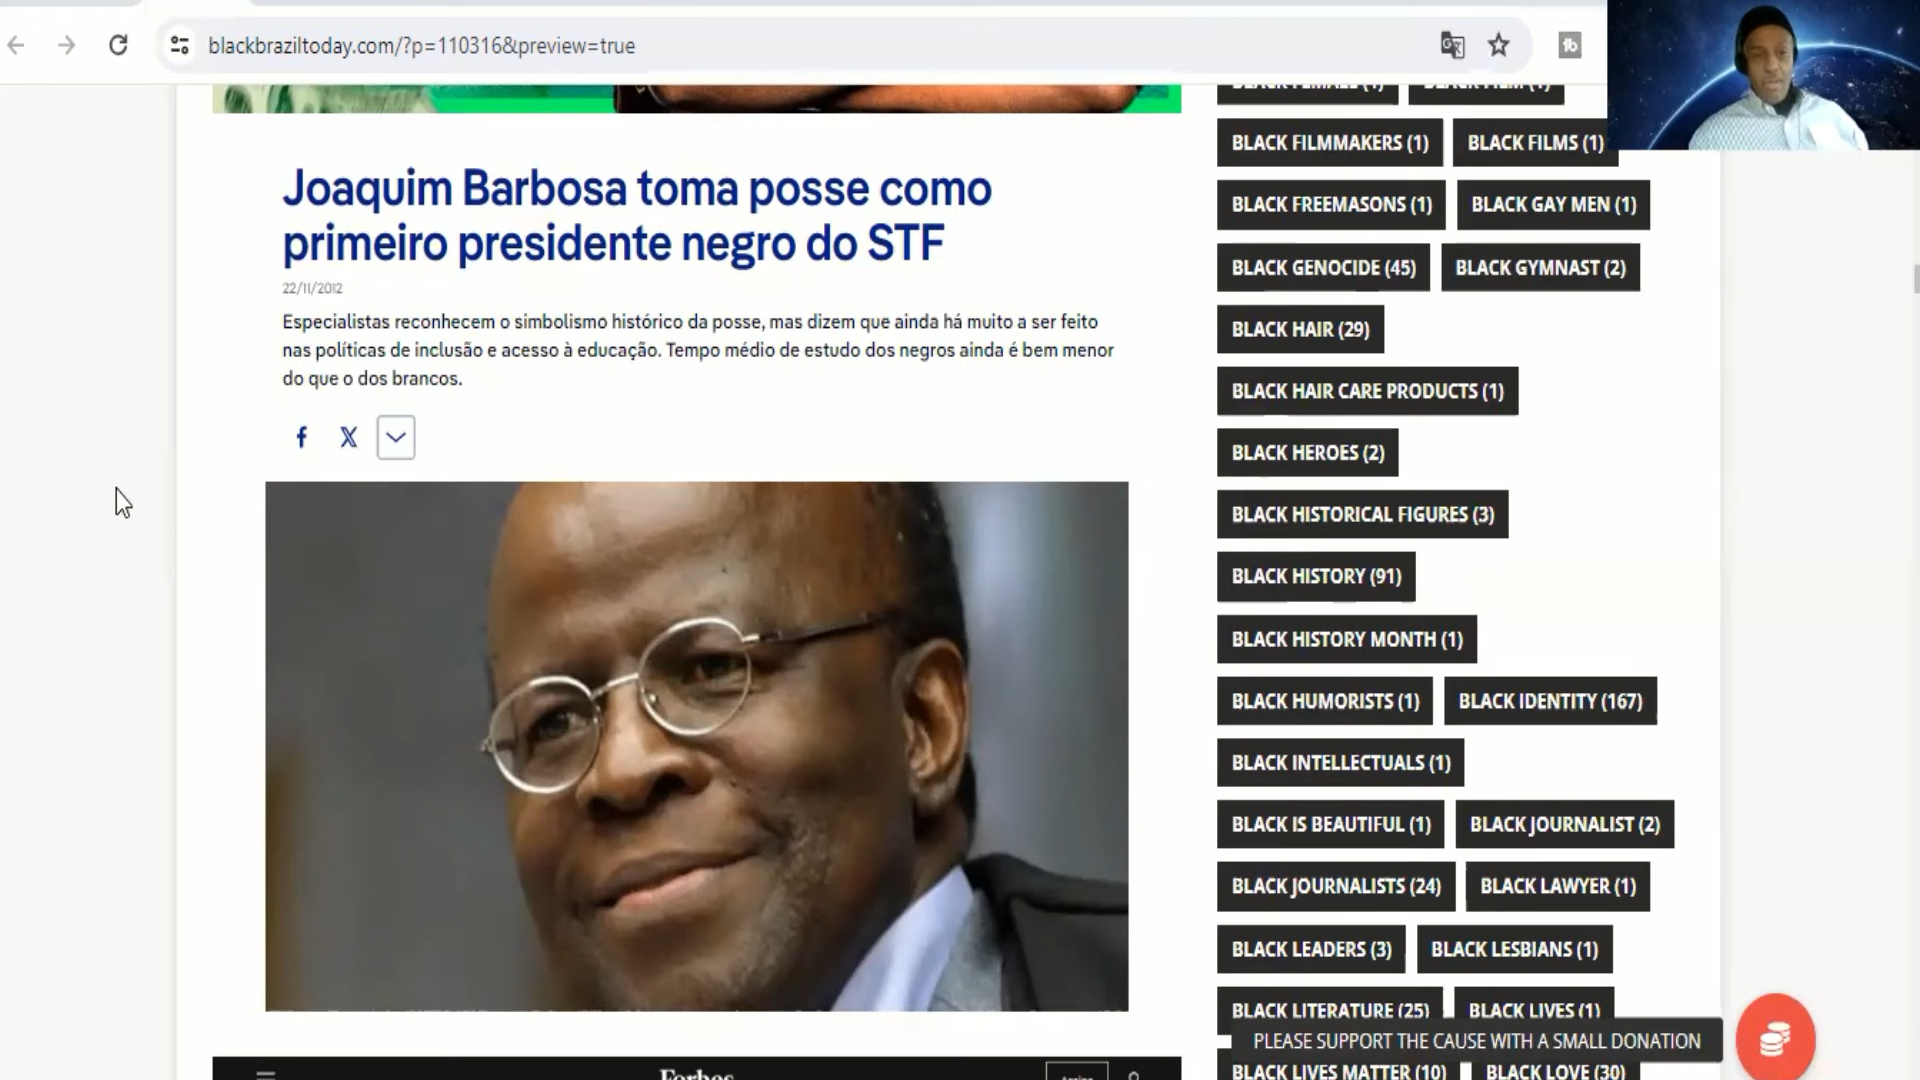 blackbraziltoday.com/?p=110316&preview=true
Joaquim Barbosa toma posse como
primeiro presidente negro do STF
22/11/2012
Especialistas reconhecem o simbolismo histórico da posse, mas dizem que ainda há muito a ser feito
nas políticas de inclusão e acesso à educação. Tempo médio de estudo dos negros ainda é bem menor
do que o dos brancos.
Forbes
BLACK FEMALE (1) BLACK FILM (1)
BLACK FILMMAKERS (1) BLACK FILMS (1)
BLACK FREEMASONS (1) BLACK GAY MEN (1)
BLACK GENOCIDE (45) BLACK GYMNAST (2)
BLACK HAIR (29)
BLACK HAIR CARE PRODUCTS (1)
BLACK HEROES (2)
BLACK HISTORICAL FIGURES (3)
BLACK HISTORY (91)
BLACK HISTORY MONTH (1)
BLACK HUMORISTS (1) BLACK IDENTITY (167)
BLACK INTELLECTUALS (1)
BLACK IS BEAUTIFUL (1) BLACK JOURNALIST (2)
BLACK JOURNALISTS (24) BLACK LAWYER (1)
BLACK LEADERS (3) BLACK LESBIANS (1)
BLACK LITERATURE (25) BLACK LIVES (1)
PLEASE SUPPORT THE CAUSE WITH A SMALL DONATION
BLACK LIVES MATTER (10) BLACK LOVE (30)